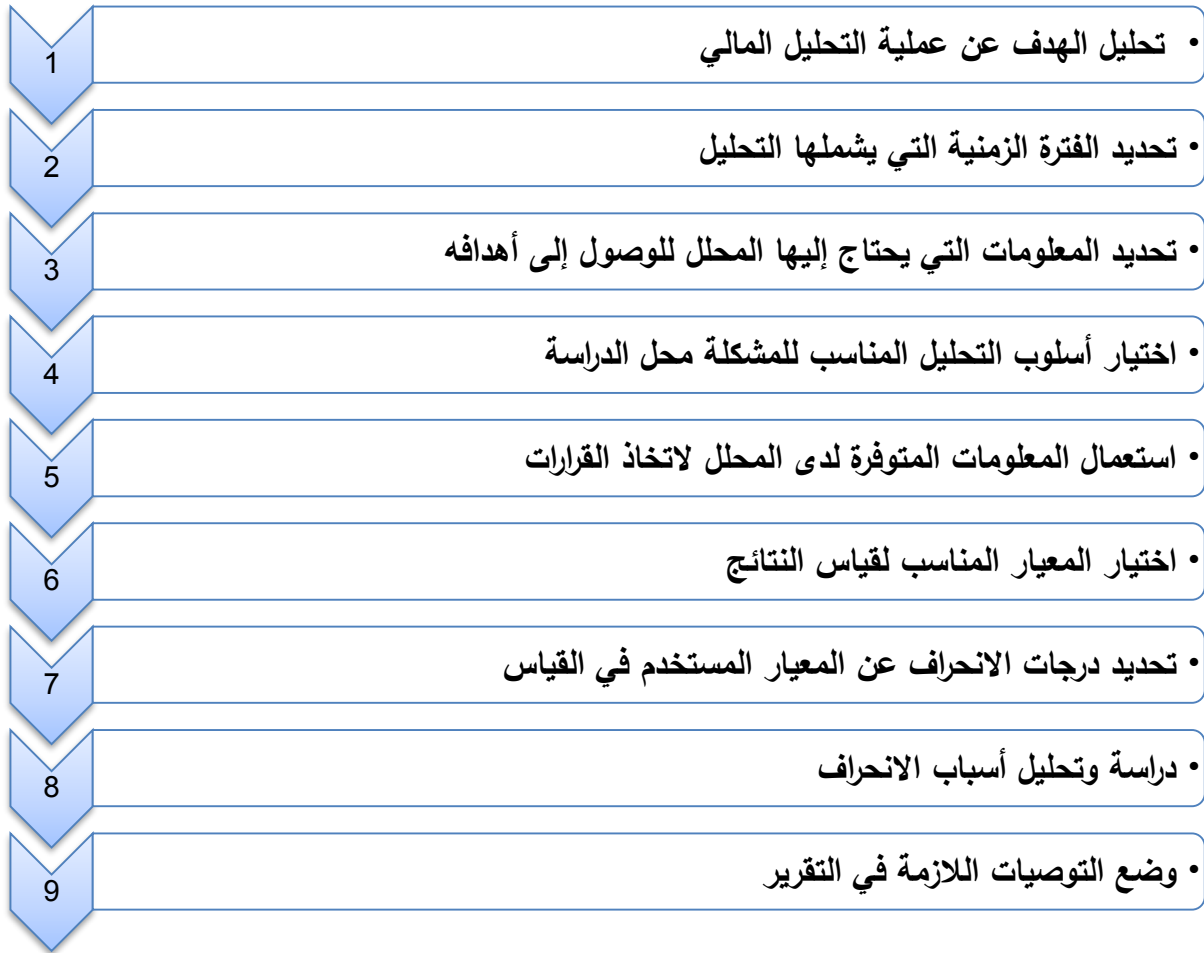 1
• تحليل الهدف عن عملية التحليل المالي
2
• تحديد الفترة الزمنية التي يشملها التحليل
3
• تحديد المعلومات التي يحتاج إليها المحلل للوصول إلى أهدافه
4
• اختيار أسلوب التحليل المناسب للمشكلة محل الدراسة
5
• استعمال المعلومات المتوفرة لدى المحلل لاتخاذ القرارات
6
• اختيار المعيار المناسب لقياس النتائج
7
• تحديد درجات الانحراف عن المعيار المستخدم في القياس
8
• دراسة وتحليل أسباب الانحراف
9
• وضع التوصيات اللازمة في التقرير